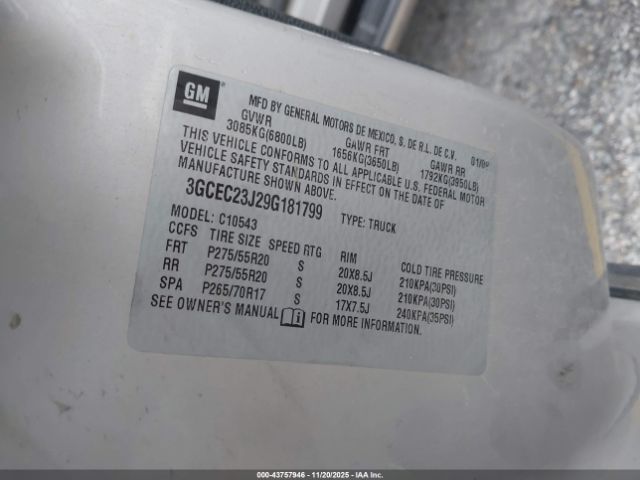 GM
MFD BY GENERAL MOTORS DE MEXICO, S. DE R.L. DE C.V. 01/09
GVWR GAWR FRT GAWR RR
3085KG(6800LB) 1656KG(3650LB) 1792KG(3950LB)
THIS VEHICLE CONFORMS TO ALL APPLICABLE U.S. FEDERAL MOTOR
VEHICLE SAFETY STANDARDS IN EFFECT ON THE DATE OF
MANUFACTURE SHOWN ABOVE.
3GCEC23J29G181799 TYPE: TRUCK
MODEL: C10543
CCFS TIRE SIZE SPEED RTG RIM COLD TIRE PRESSURE
FRT P275/55R20 S 20X8.5J 210KPA(30PSI)
RR P275/55R20 S 20X8.5J 210KPA(30PSI)
SPA P265/70R17 S 17X7.5J 240KPA(35PSI)
SEE OWNER'S MANUAL FOR MORE INFORMATION.
000-43757946 - 11/20/2025 - IAAI.COM